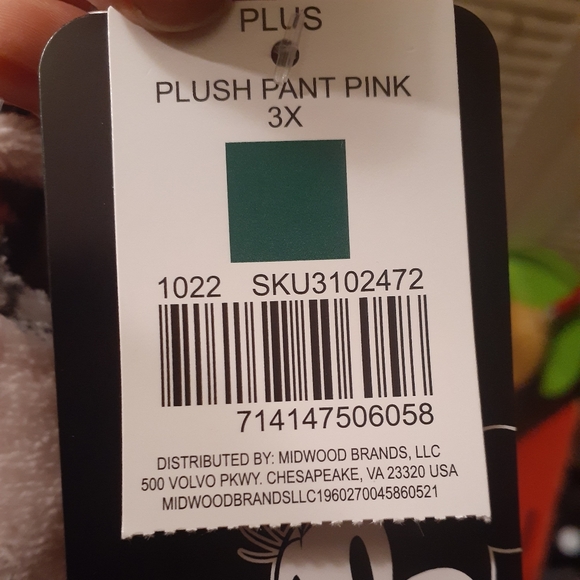 PLUS
PLUSH PANT PINK
3X
1022 SKU3102472
714147506058
DISTRIBUTED BY: MIDWOOD BRANDS, LLC
500 VOLVO PKWY. CHESAPEAKE, VA 23320 USA
MIDWOODBRANDSLLC1960270045860521